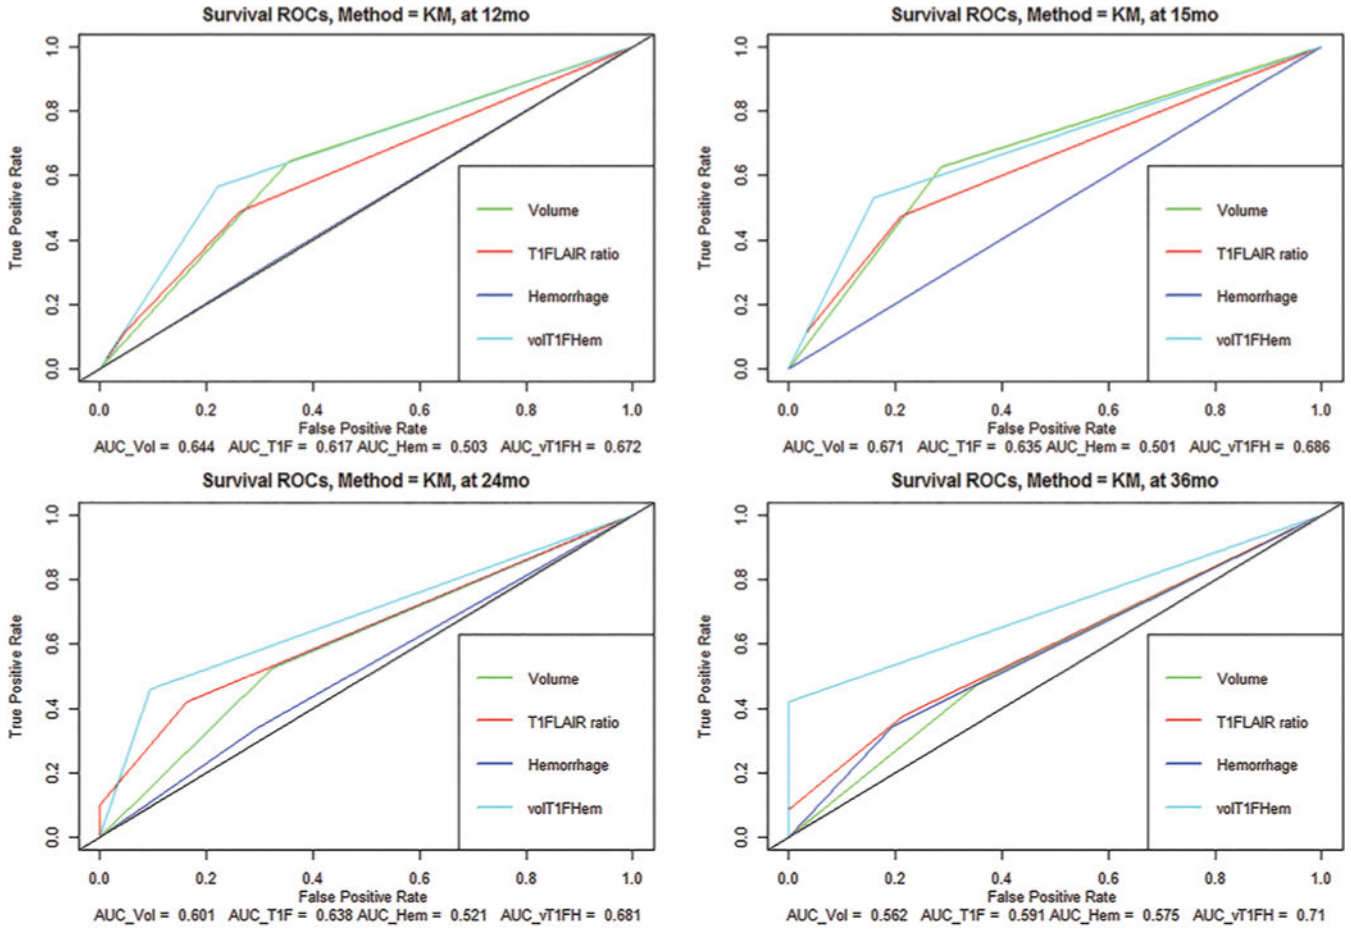 Survival ROCs, Method = KM, at 12mo
True Positive Rate
1.0
0.8
0.6
0.4
0.2
0.0
Volume
T1FLAIR ratio
Hemorrhage
volT1FHem
0.0 0.2 0.4 0.6 0.8 1.0
False Positive Rate
AUC_Vol = 0.644 AUC_T1F = 0.617 AUC_Hem = 0.503 AUC_vT1FH = 0.672
Survival ROCs, Method = KM, at 15mo
True Positive Rate
1.0
0.8
0.6
0.4
0.2
0.0
Volume
T1FLAIR ratio
Hemorrhage
volT1FHem
0.0 0.2 0.4 0.6 0.8 1.0
False Positive Rate
AUC_Vol = 0.671 AUC_T1F = 0.635 AUC_Hem = 0.501 AUC_vT1FH = 0.686
Survival ROCs, Method = KM, at 24mo
True Positive Rate
1.0
0.8
0.6
0.4
0.2
0.0
Volume
T1FLAIR ratio
Hemorrhage
volT1FHem
0.0 0.2 0.4 0.6 0.8 1.0
False Positive Rate
AUC_Vol = 0.601 AUC_T1F = 0.638 AUC_Hem = 0.521 AUC_vT1FH = 0.681
Survival ROCs, Method = KM, at 36mo
True Positive Rate
1.0
0.8
0.6
0.4
0.2
0.0
Volume
T1FLAIR ratio
Hemorrhage
volT1FHem
0.0 0.2 0.4 0.6 0.8 1.0
False Positive Rate
AUC_Vol = 0.562 AUC_T1F = 0.591 AUC_Hem = 0.575 AUC_vT1FH = 0.71